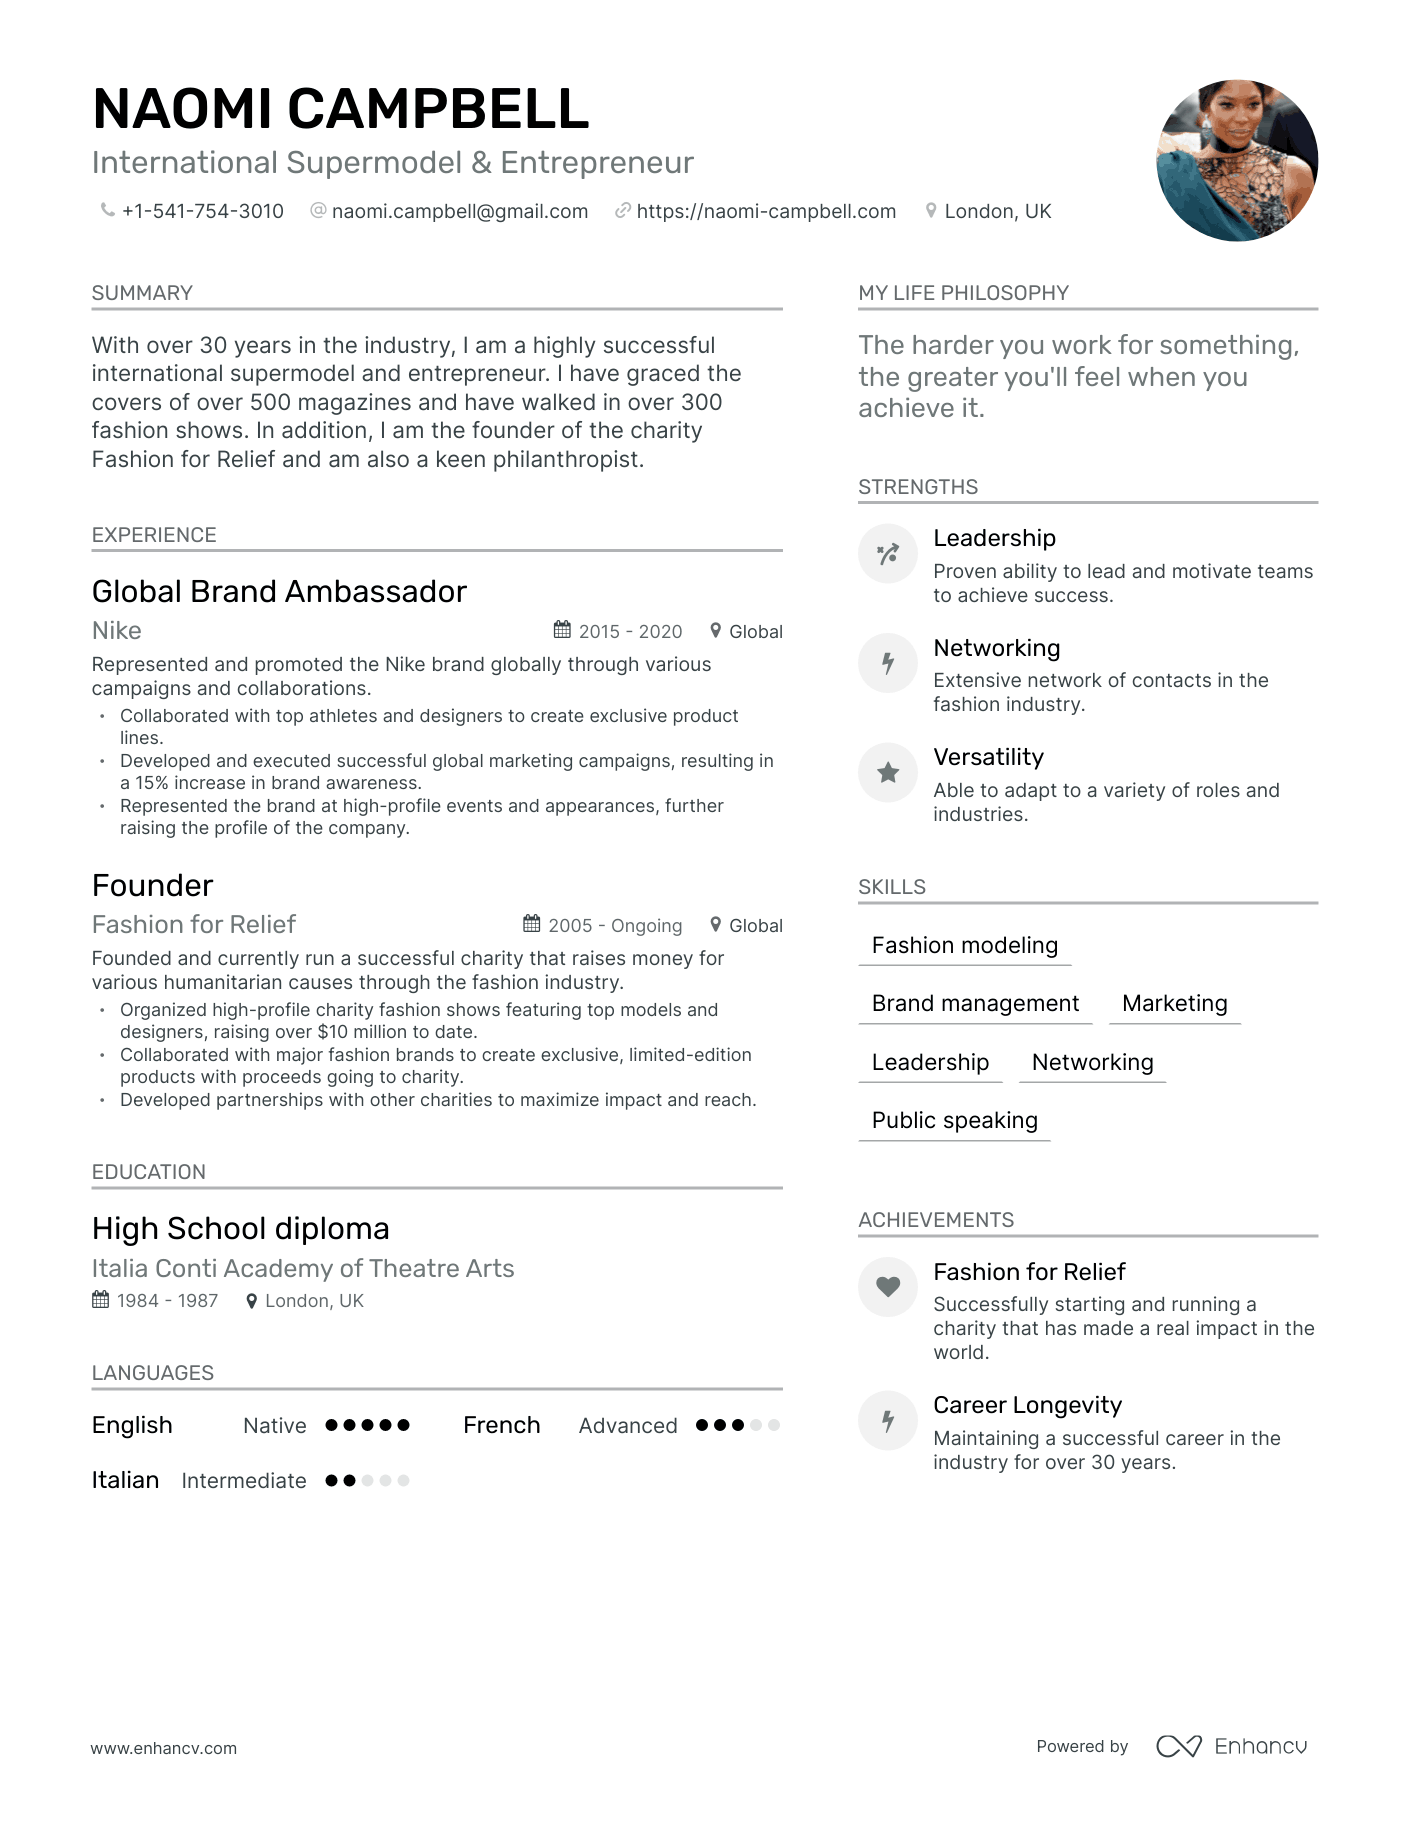 NAOMI CAMPBELL
International Supermodel & Entrepreneur
+1-541-754-3010 @ naomi.campbell@gmail.com https://naomi-campbell.com London, UK
SUMMARY
With over 30 years in the industry, I am a highly successful
international supermodel and entrepreneur. I have graced the
covers of over 500 magazines and have walked in over 300
fashion shows. In addition, I am the founder of the charity
Fashion for Relief and am also a keen philanthropist.
EXPERIENCE
Global Brand Ambassador
Nike 2015 - 2020 Global
Represented and promoted the Nike brand globally through various
campaigns and collaborations.
• Collaborated with top athletes and designers to create exclusive product
lines.
• Developed and executed successful global marketing campaigns, resulting in
a 15% increase in brand awareness.
• Represented the brand at high-profile events and appearances, further
raising the profile of the company.
Founder
Fashion for Relief 2005 - Ongoing Global
Founded and currently run a successful charity that raises money for
various humanitarian causes through the fashion industry.
• Organized high-profile charity fashion shows featuring top models and
designers, raising over $10 million to date.
• Collaborated with major fashion brands to create exclusive, limited-edition
products with proceeds going to charity.
• Developed partnerships with other charities to maximize impact and reach.
EDUCATION
High School diploma
Italia Conti Academy of Theatre Arts
1984 - 1987 London, UK
LANGUAGES
English Native French Advanced
Italian Intermediate
MY LIFE PHILOSOPHY
The harder you work for something,
the greater you'll feel when you
achieve it.
STRENGTHS
Leadership
Proven ability to lead and motivate teams
to achieve success.
Networking
Extensive network of contacts in the
fashion industry.
Versatility
Able to adapt to a variety of roles and
industries.
SKILLS
Fashion modeling
Brand management Marketing
Leadership Networking
Public speaking
ACHIEVEMENTS
Fashion for Relief
Successfully starting and running a
charity that has made a real impact in the
world.
Career Longevity
Maintaining a successful career in the
industry for over 30 years.
www.enhancv.com
Powered by Enhancv